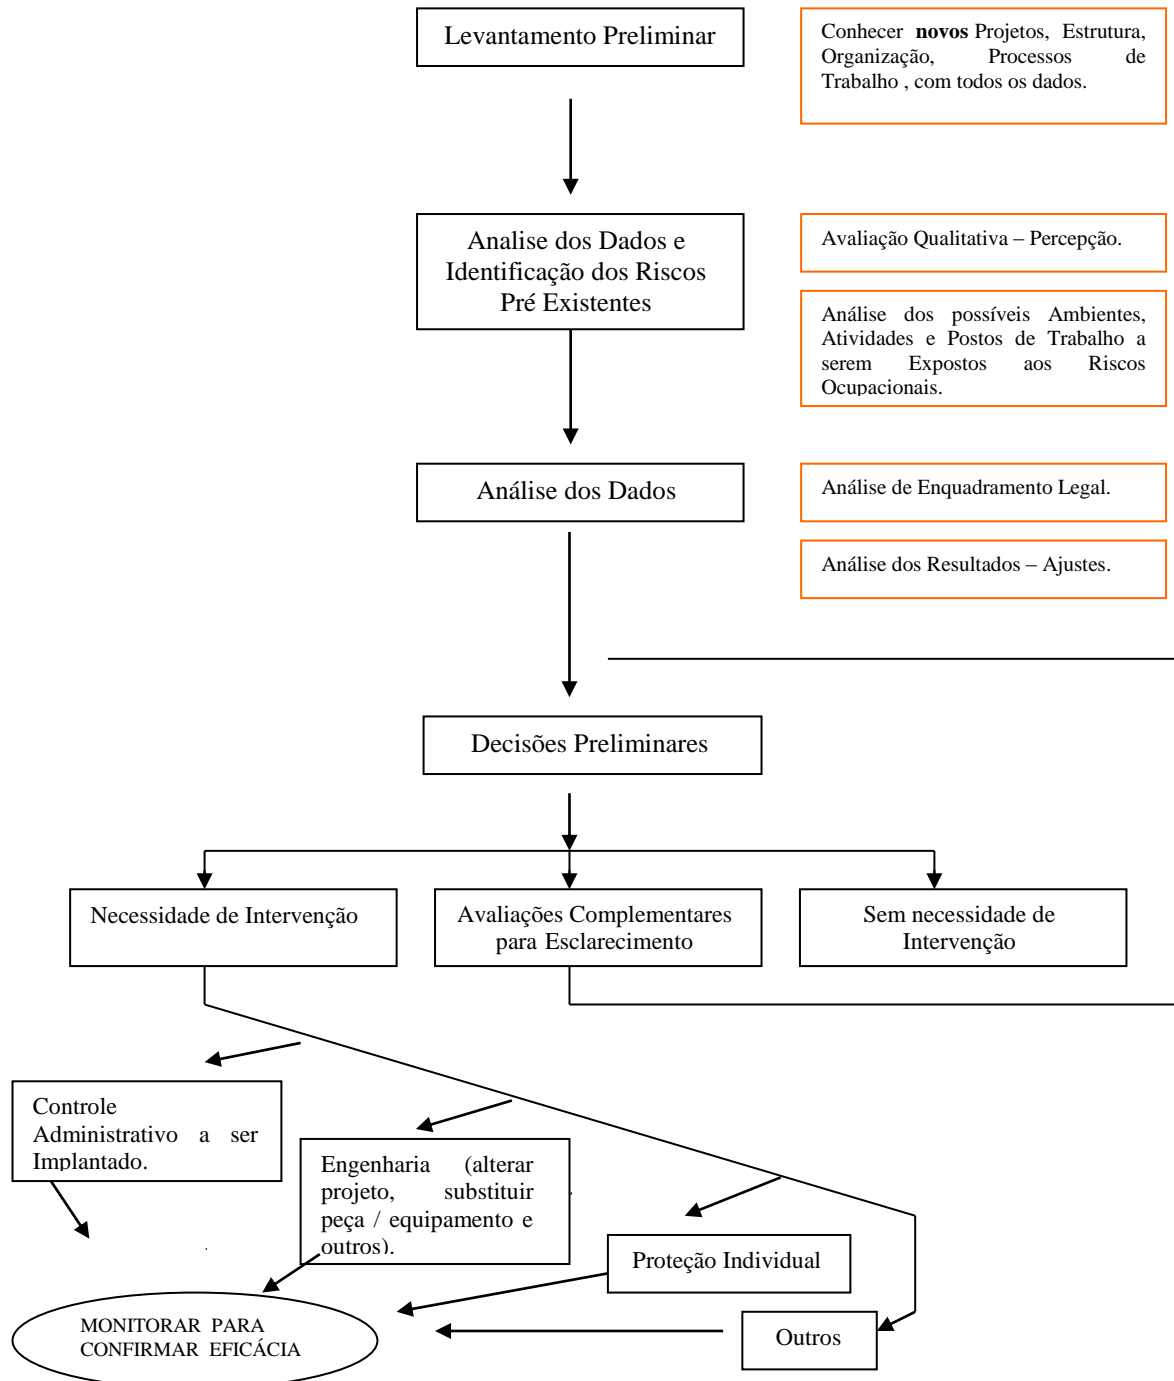 Levantamento Preliminar
Conhecer novos Projetos, Estrutura,
Organização, Processos de
Trabalho , com todos os dados.
Analise dos Dados e
Identificação dos Riscos
Pré Existentes
Avaliação Qualitativa – Percepção.
Análise dos possíveis Ambientes,
Atividades e Postos de Trabalho a
serem Expostos aos Riscos
Ocupacionais.
Análise dos Dados
Análise de Enquadramento Legal.
Análise dos Resultados – Ajustes.
Decisões Preliminares
Necessidade de Intervenção
Avaliações Complementares
para Esclarecimento
Sem necessidade de
Intervenção
Controle
Administrativo a ser
Implantado.
Engenharia (alterar
projeto, substituir
peça / equipamento e
outros).
Proteção Individual
Outros
MONITORAR PARA
CONFIRMAR EFICÁCIA